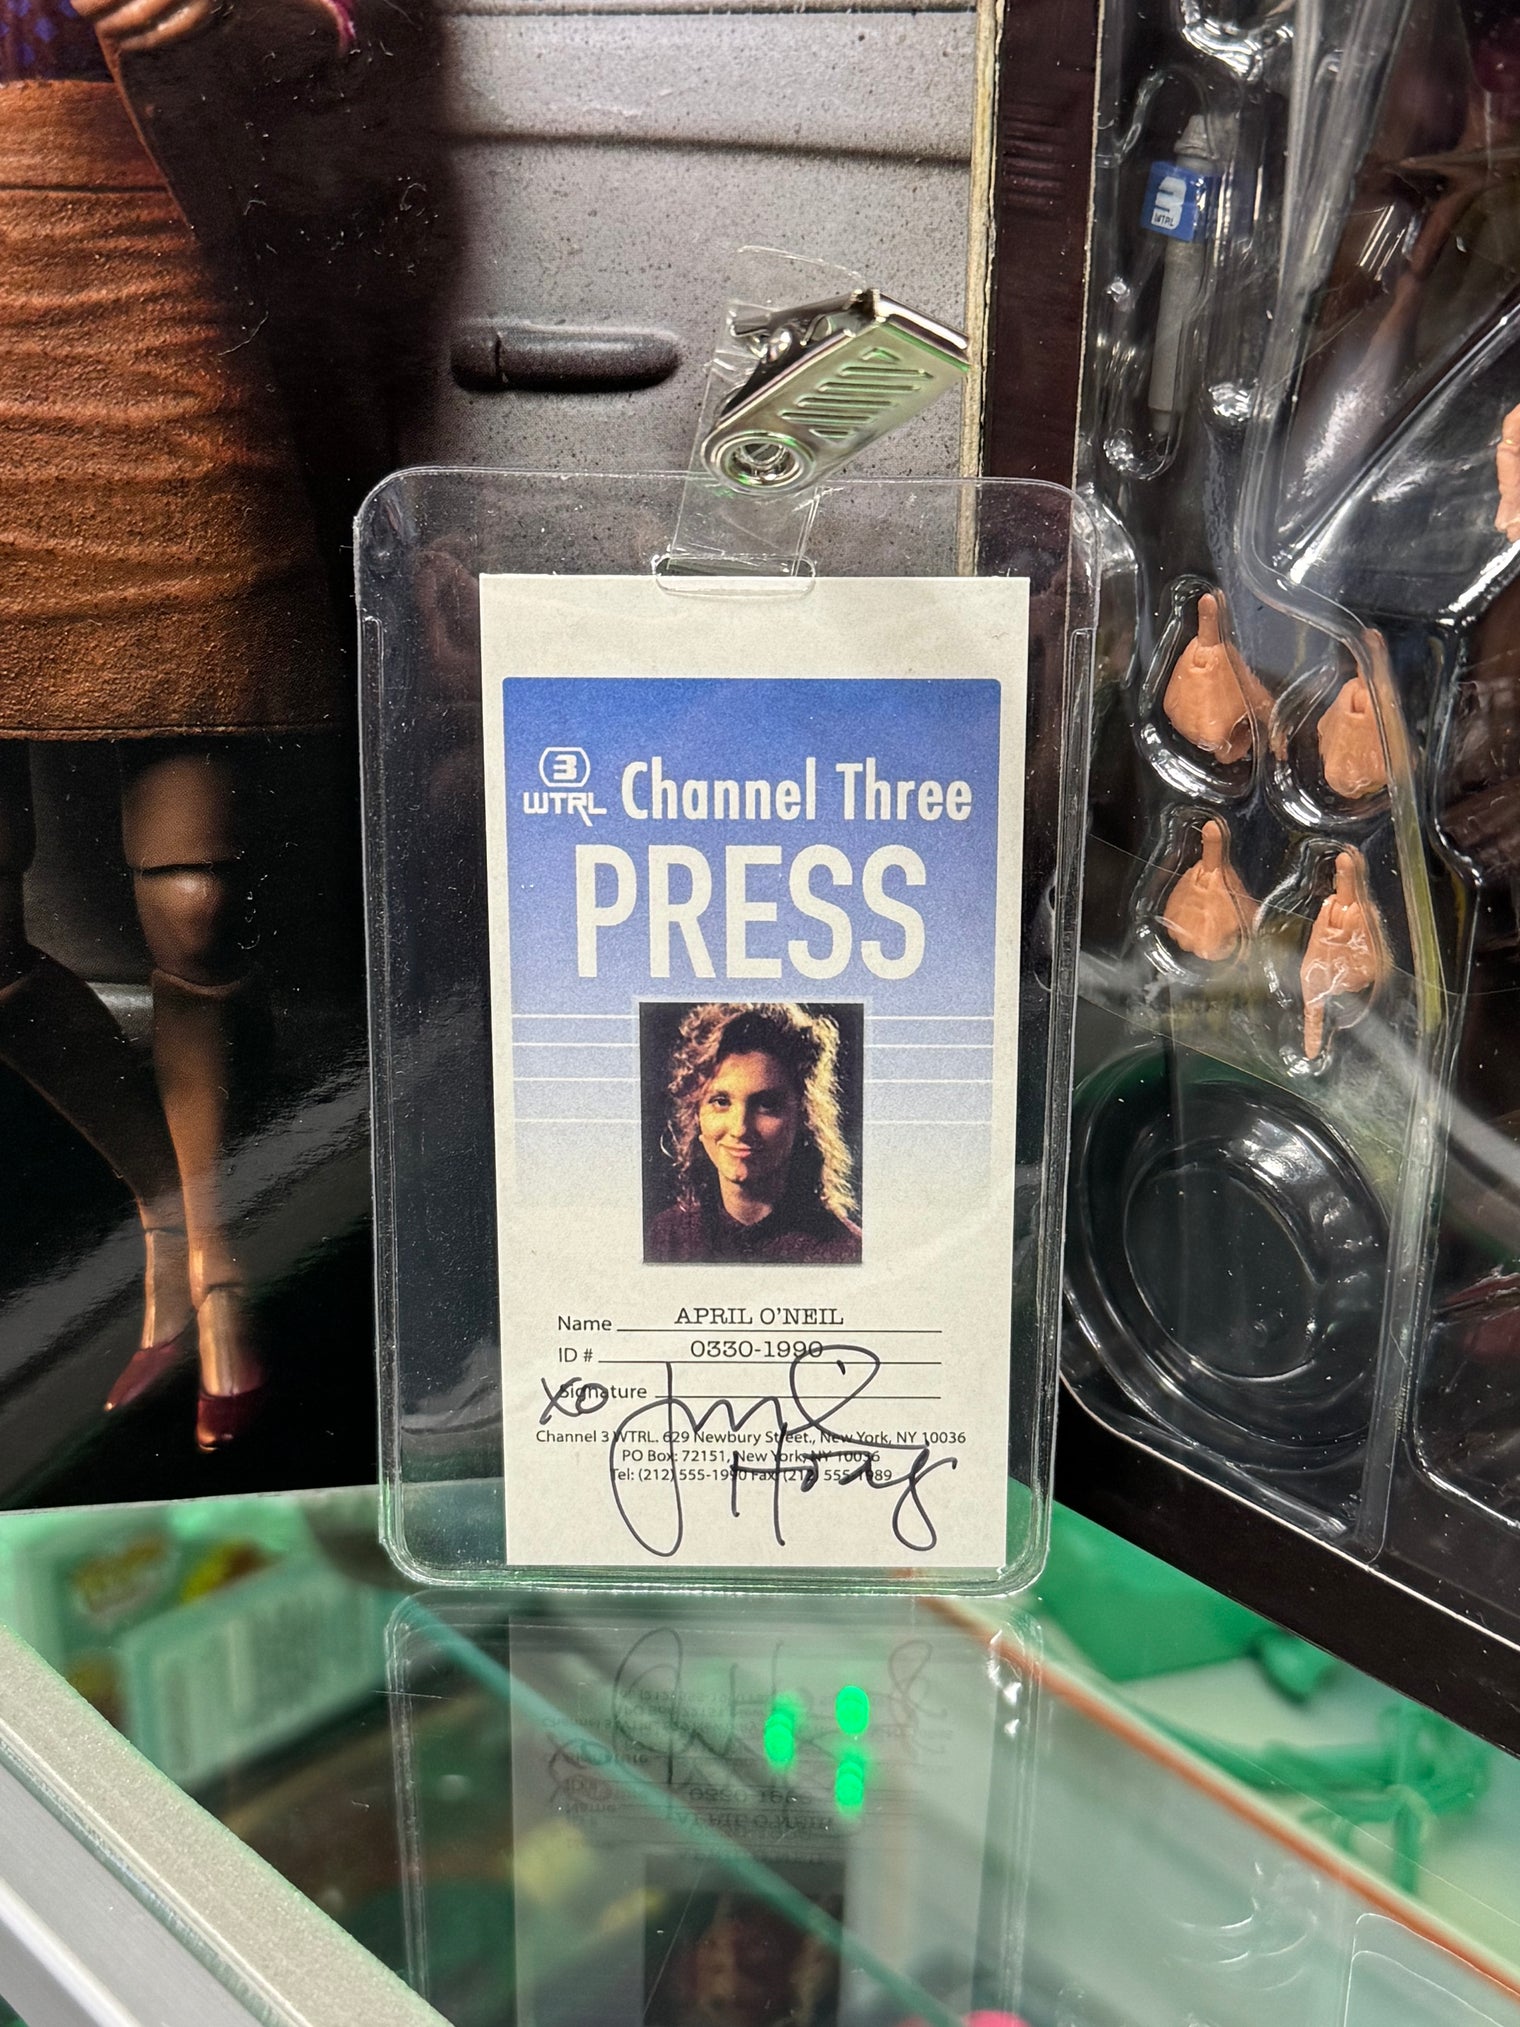 3
WTRL
3
WTRL Channel Three
PRESS
Name APRIL O'NEIL
ID # 0330-1990
Signature
XO
Channel 3 WTRL. 629 Newbury Street., New York, NY 10036
PO Box: 72151, New York, NY 10036
Tel: (212) 555-1990 Fax: (212) 555-1989